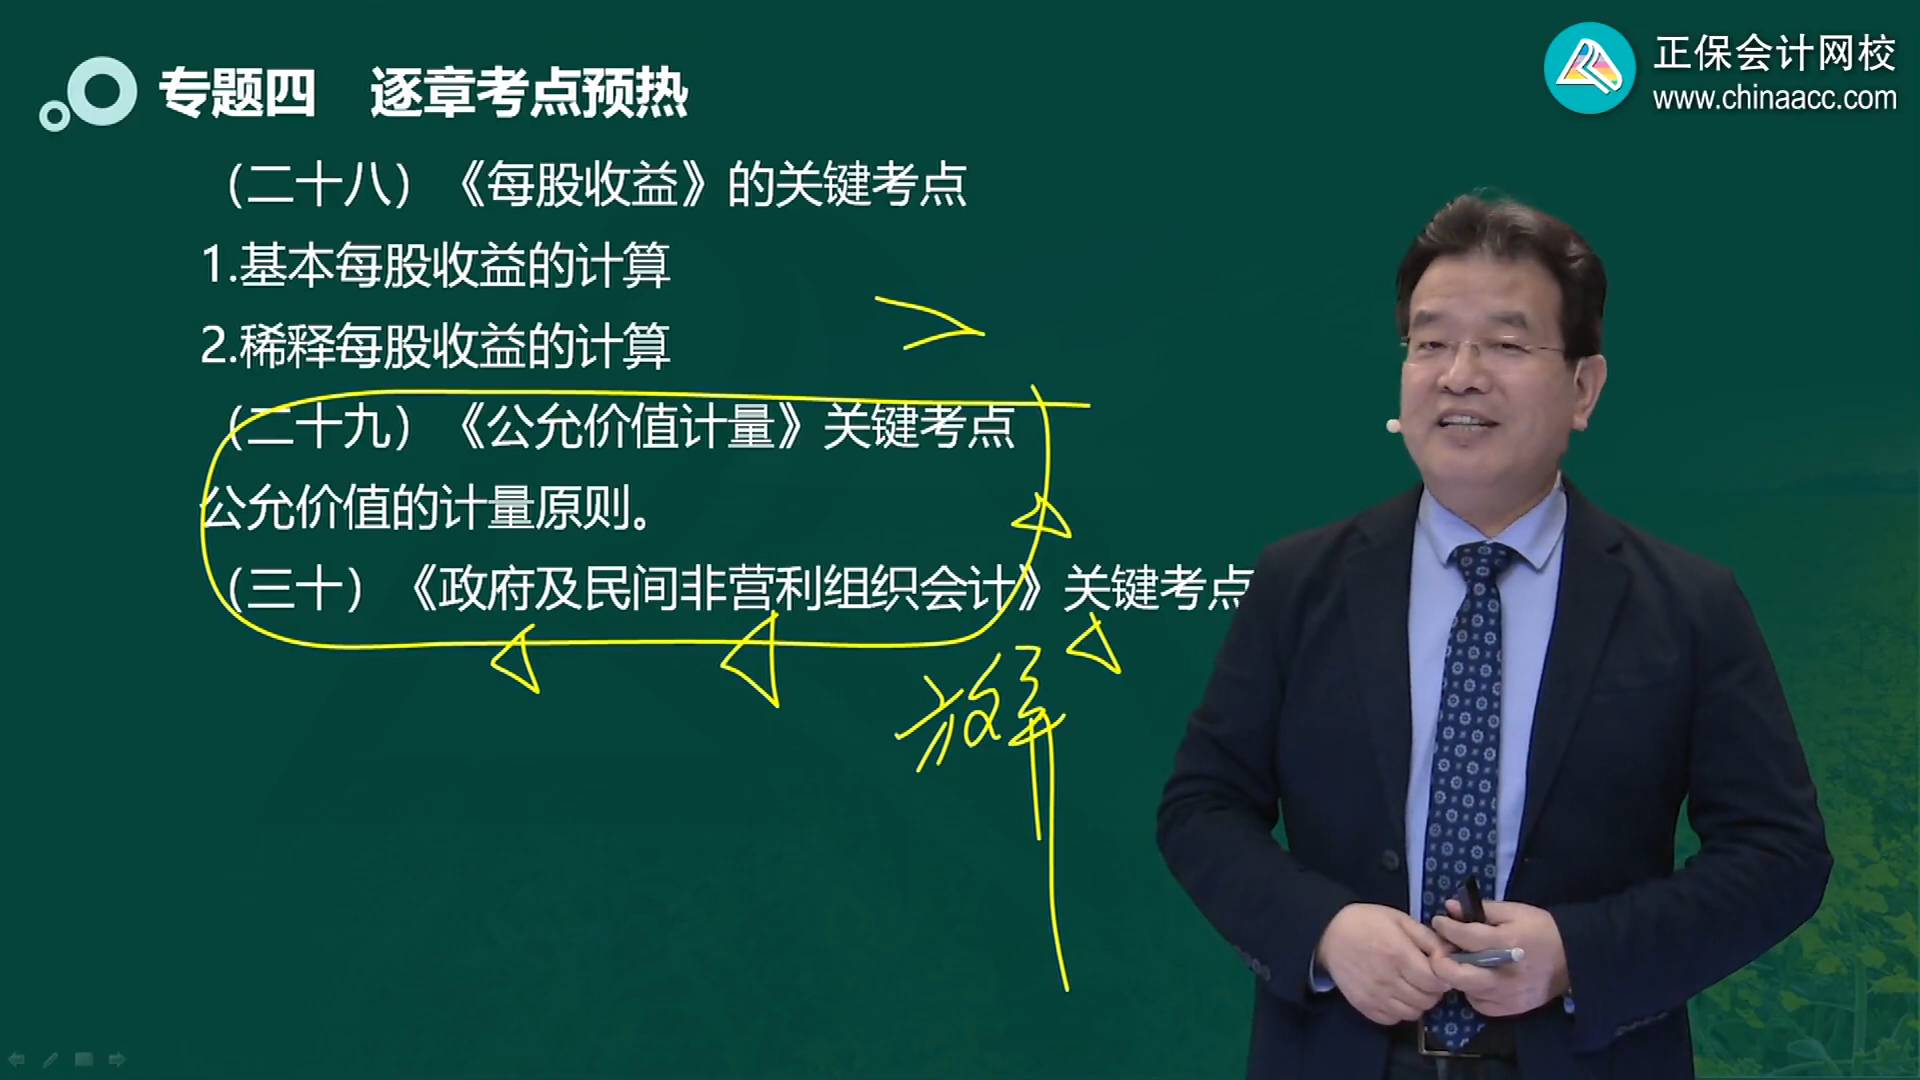 专题四　逐章考点预热
正保会计网校
www.chinaacc.com
（二十八）《每股收益》的关键考点
1.基本每股收益的计算
2.稀释每股收益的计算
（二十九）《公允价值计量》关键考点
公允价值的计量原则。
（三十）《政府及民间非营利组织会计》关键考点
放弃